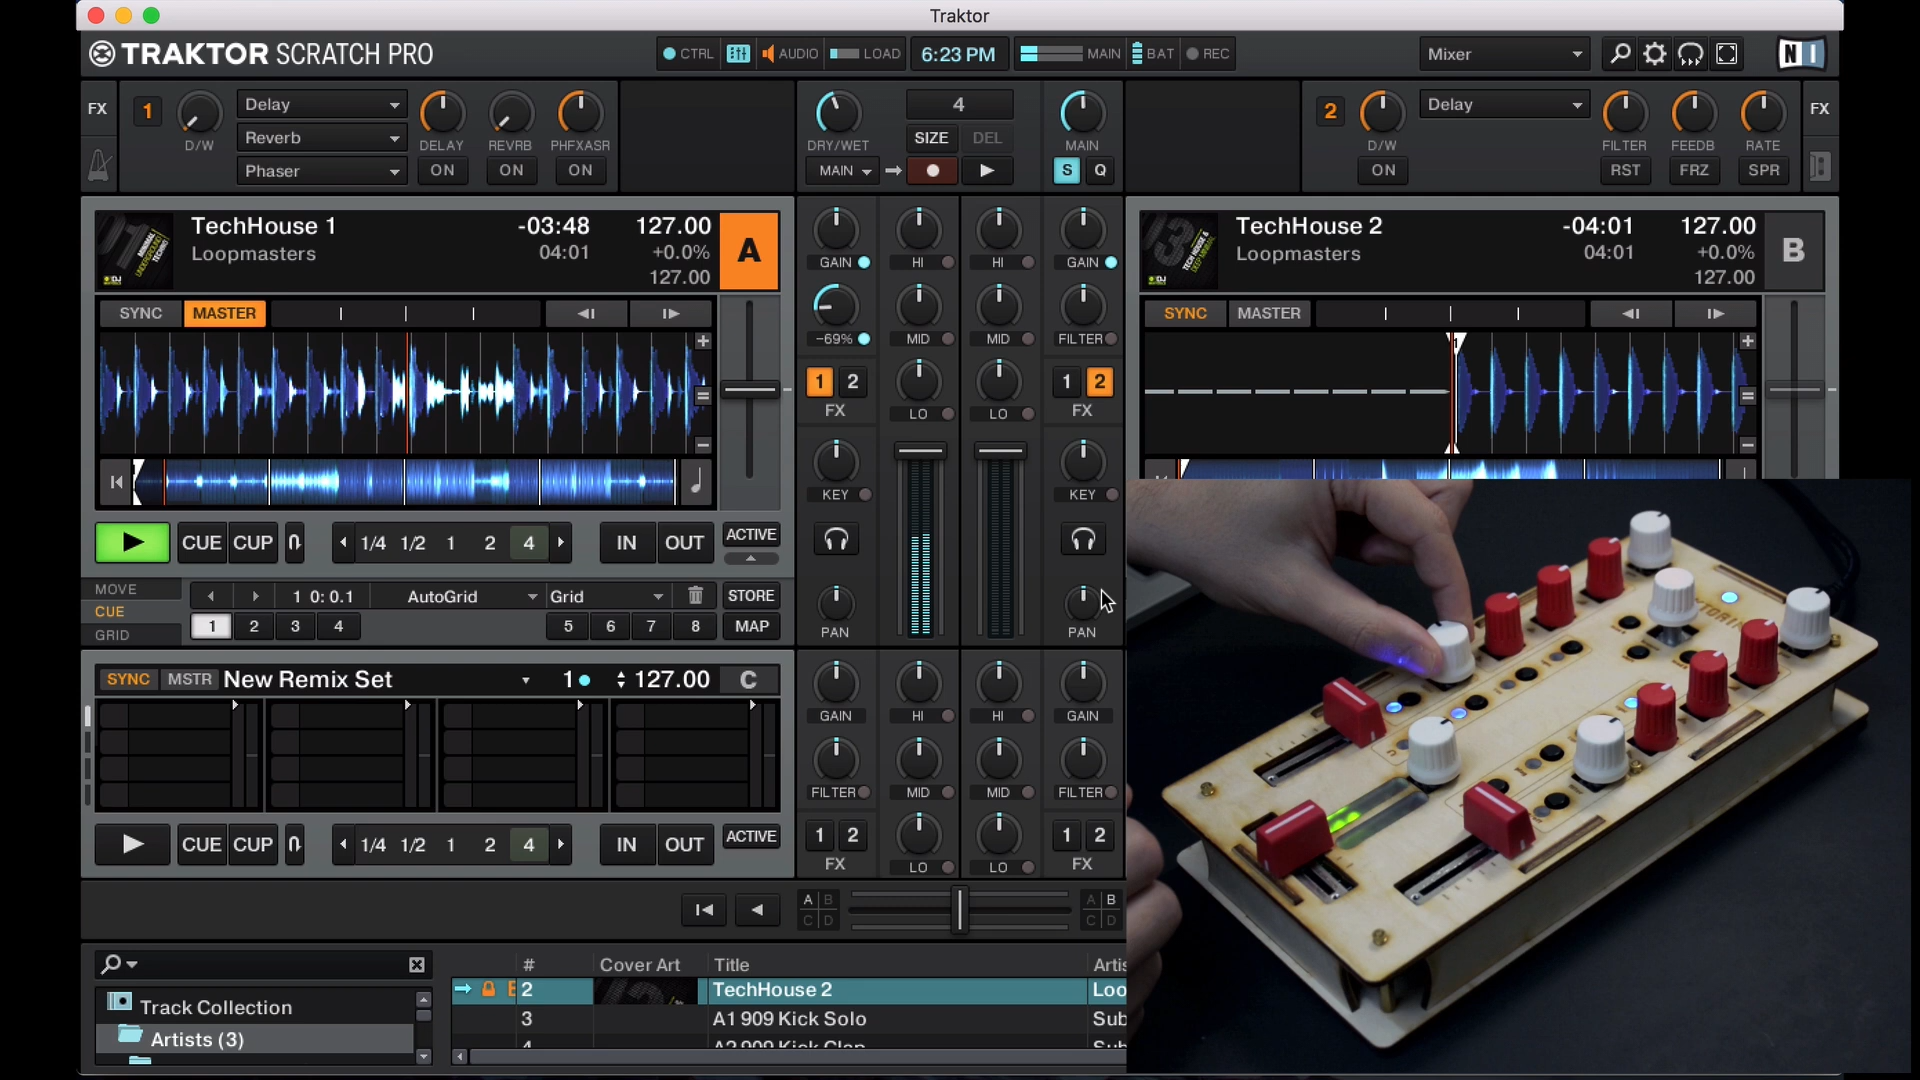 Traktor
TRAKTOR SCRATCH PRO
CTRL AUDIO LOAD 6:23 PM MAIN BAT REC
Mixer
NI
FX 1 D/W
Delay
Reverb
Phaser
DELAY REVRB PHFXASR
ON ON ON
DRY/WET 4 MAIN
SIZE DEL
MAIN S Q
2 D/W Delay FILTER FEEDB RATE FX
ON RST FRZ SPR
TechHouse 1 -03:48 127.00 A
Loopmasters 04:01 +0.0%
127.00
SYNC MASTER
CUE CUP 1/4 1/2 1 2 4 IN OUT ACTIVE
MOVE
CUE
GRID
1 0: 0.1 AutoGrid Grid STORE
1 2 3 4 5 6 7 8 MAP
GAIN HI HI GAIN
-69% MID MID FILTER
1 2 LO LO 1 2
FX FX
KEY KEY
PAN PAN
TechHouse 2 -04:01 127.00 B
Loopmasters 04:01 +0.0%
127.00
SYNC MASTER
1
SYNC MSTR New Remix Set 1 127.00 C
CUE CUP 1/4 1/2 1 2 4 IN OUT ACTIVE
GAIN HI HI GAIN
FILTER MID MID FILTER
1 2 LO LO 1 2
FX FX
A B A B
C D C D
Track Collection
Artists (3)
# Cover Art Title
2 TechHouse 2 Loo
3 A1 909 Kick Solo Sub
4 A2 909 Kick Clap Sub